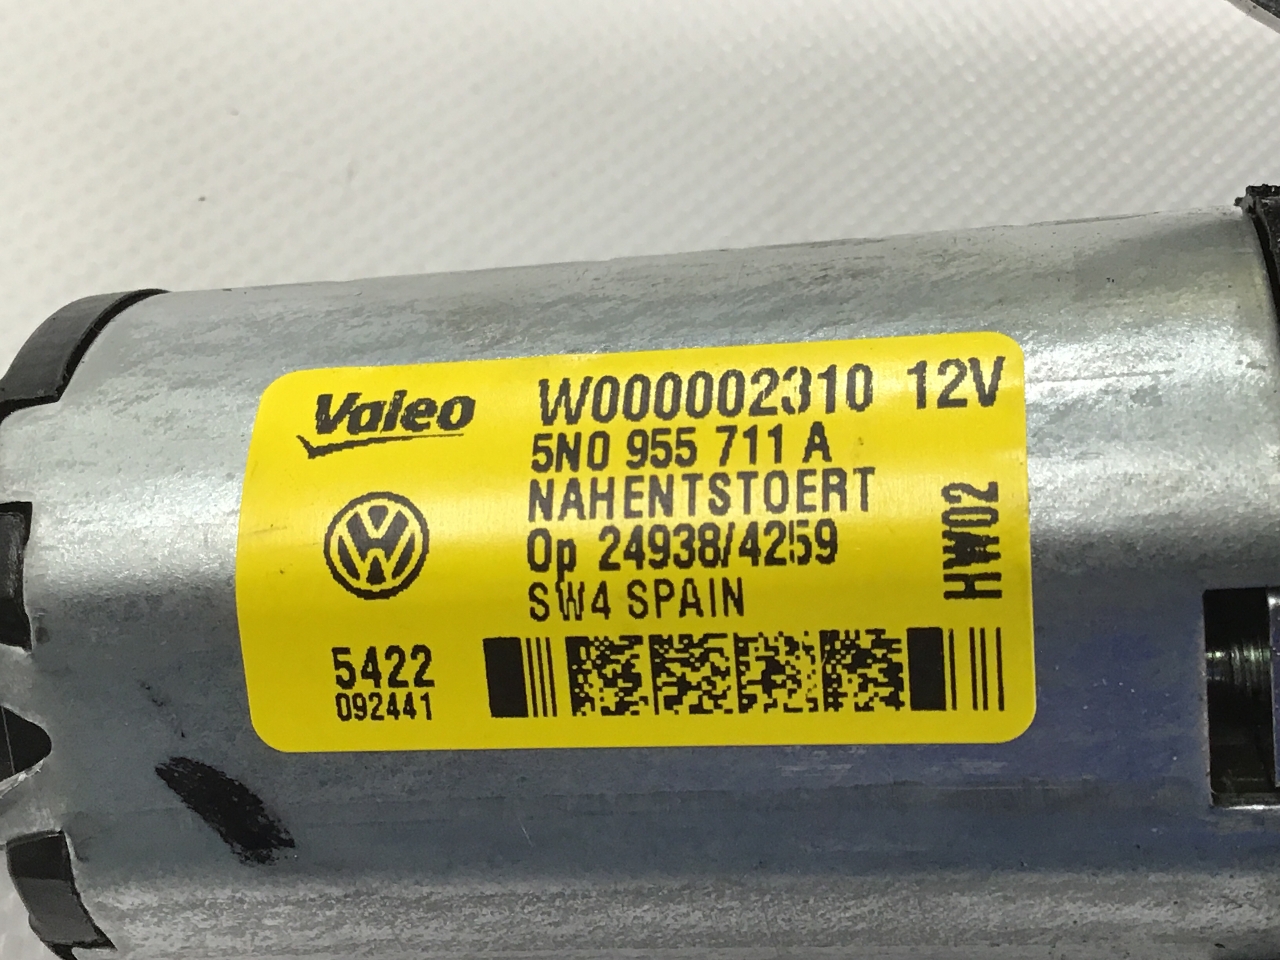 Valeo
W000002310 12V
5N0 955 711 A
NAHENTSTOERT
Op 24938/4259
SW4 SPAIN
HW02
5422
092441